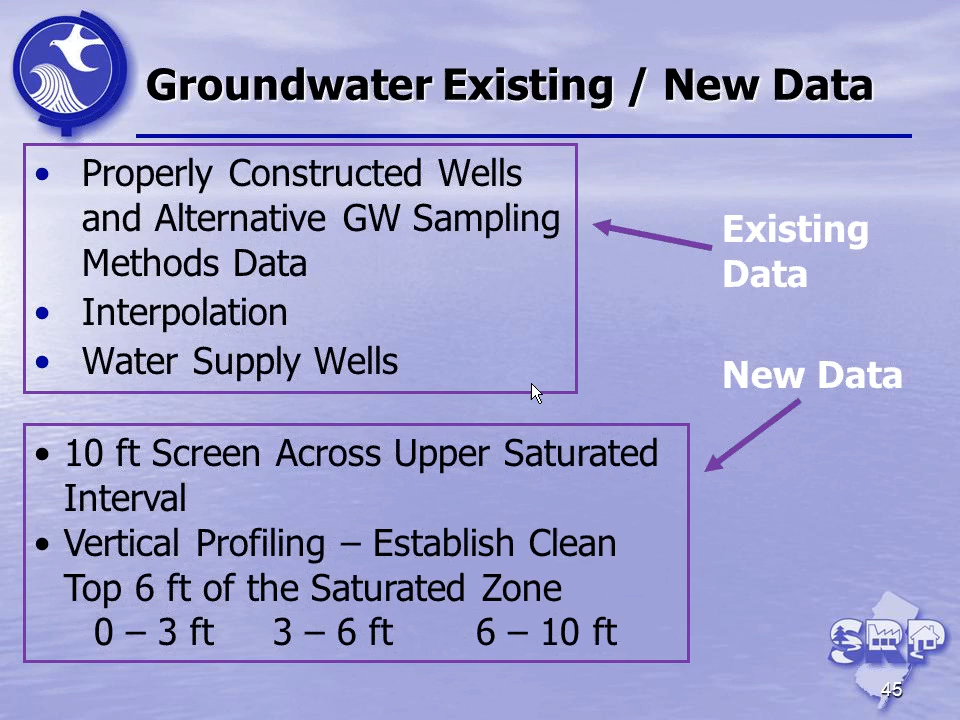 Groundwater Existing / New Data
• Properly Constructed Wells
and Alternative GW Sampling
Methods Data
• Interpolation
• Water Supply Wells
Existing
Data
New Data
• 10 ft Screen Across Upper Saturated
Interval
• Vertical Profiling – Establish Clean
Top 6 ft of the Saturated Zone
0 – 3 ft 3 – 6 ft 6 – 10 ft
SRP
45